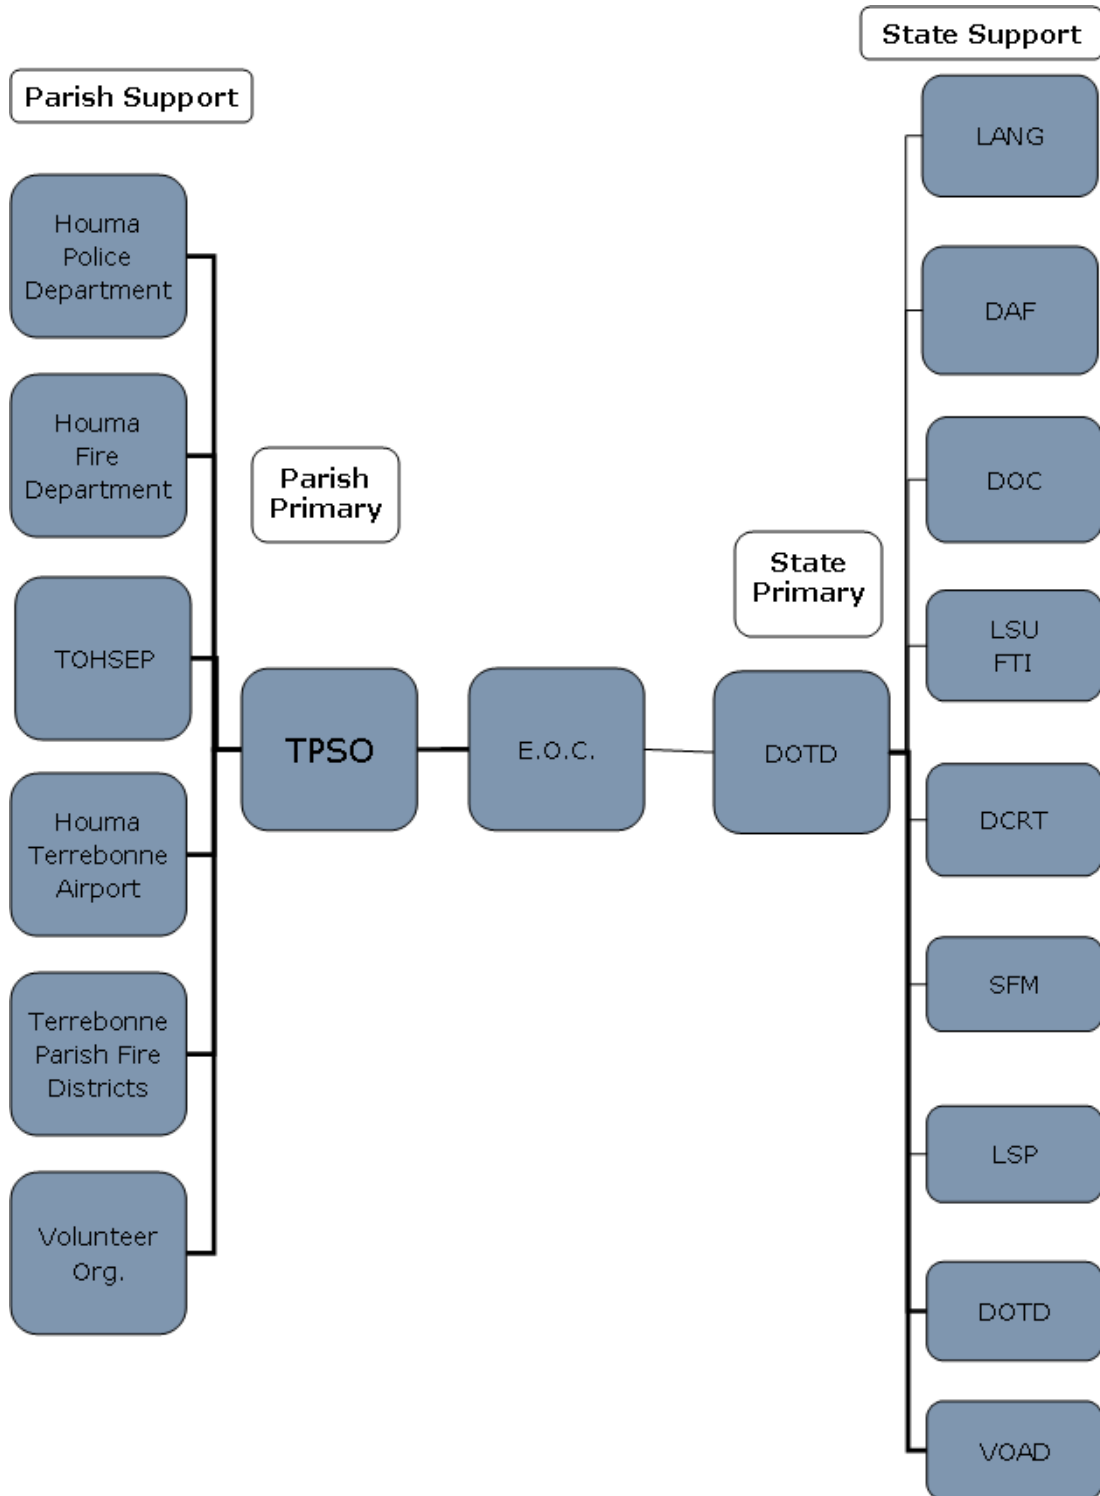 State Support
Parish Support
LANG
Houma
Police
Department
DAF
Houma
Fire
Department
Parish
Primary
DOC
State
Primary
LSU
FTI
TOHSEP
TPSO
E.O.C.
DOTD
DCRT
Houma
Terrebonne
Airport
SFM
Terrebonne
Parish Fire
Districts
LSP
Volunteer
Org.
DOTD
VOAD